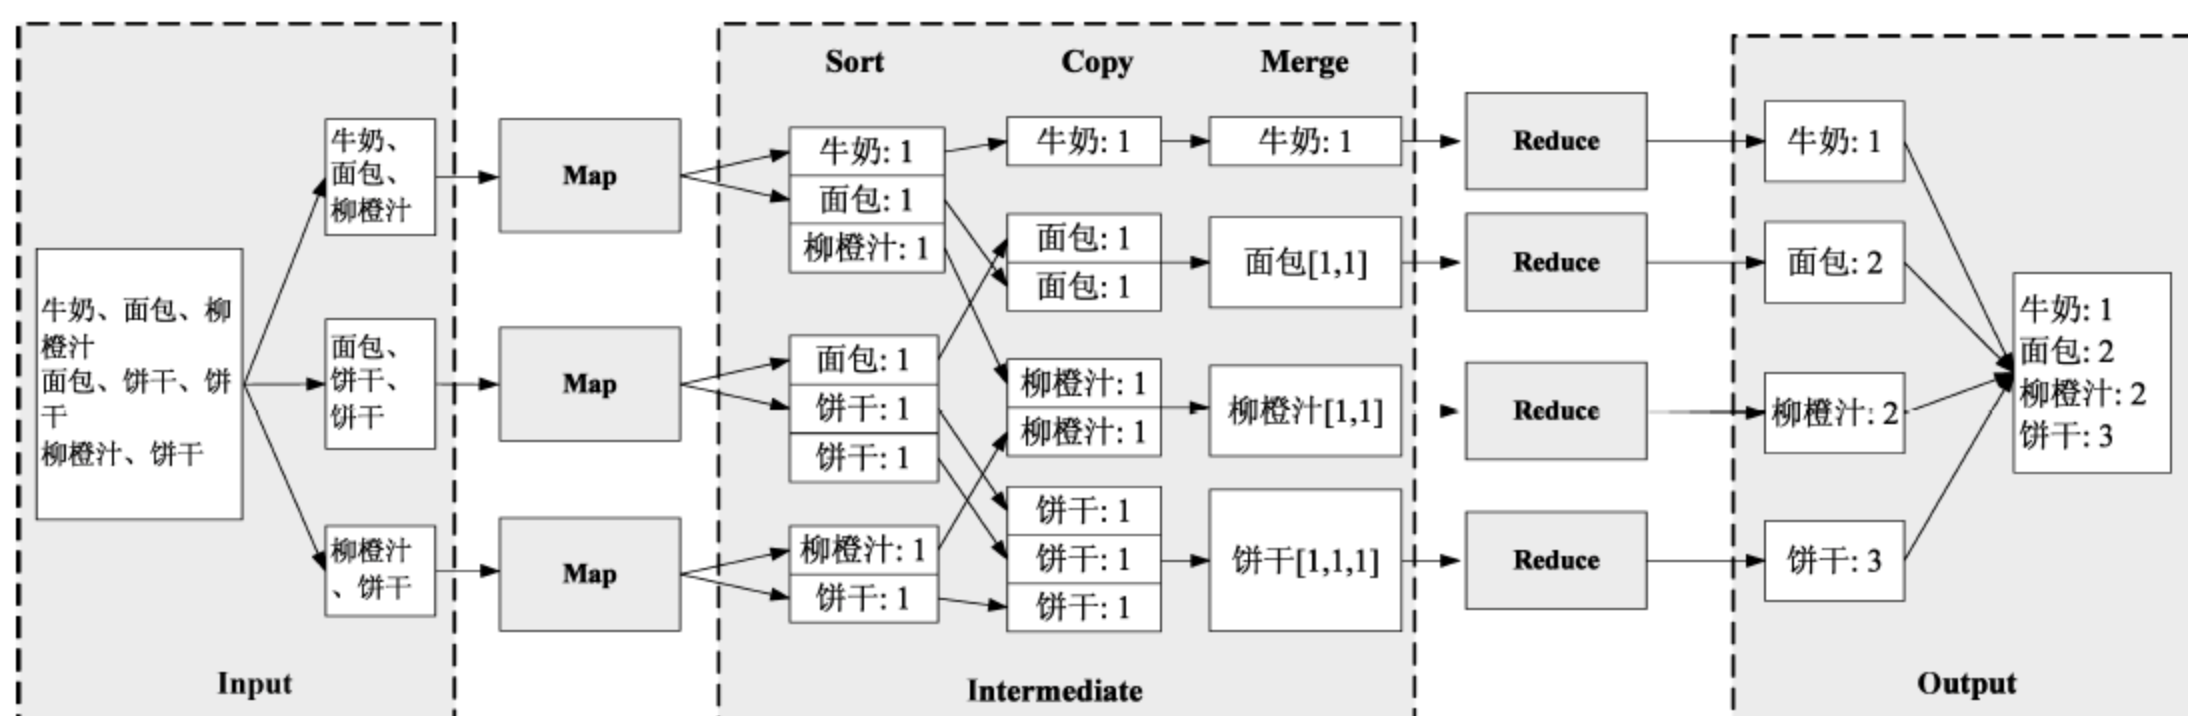 牛奶、面包、柳
橙汁
面包、饼干、饼
干
柳橙汁、饼干
牛奶、
面包、
柳橙汁
面包、
饼干、
饼干
柳橙汁
、饼干
Input
Map
Map
Map
Sort
牛奶: 1
面包: 1
柳橙汁: 1
面包: 1
饼干: 1
饼干: 1
柳橙汁: 1
饼干: 1
Copy
牛奶: 1
面包: 1
面包: 1
柳橙汁: 1
柳橙汁: 1
饼干: 1
饼干: 1
饼干: 1
Merge
牛奶: 1
面包[1,1]
柳橙汁[1,1]
饼干[1,1,1]
Intermediate
Reduce
Reduce
Reduce
Reduce
牛奶: 1
面包: 2
柳橙汁: 2
饼干: 3
牛奶: 1
面包: 2
柳橙汁: 2
饼干: 3
Output